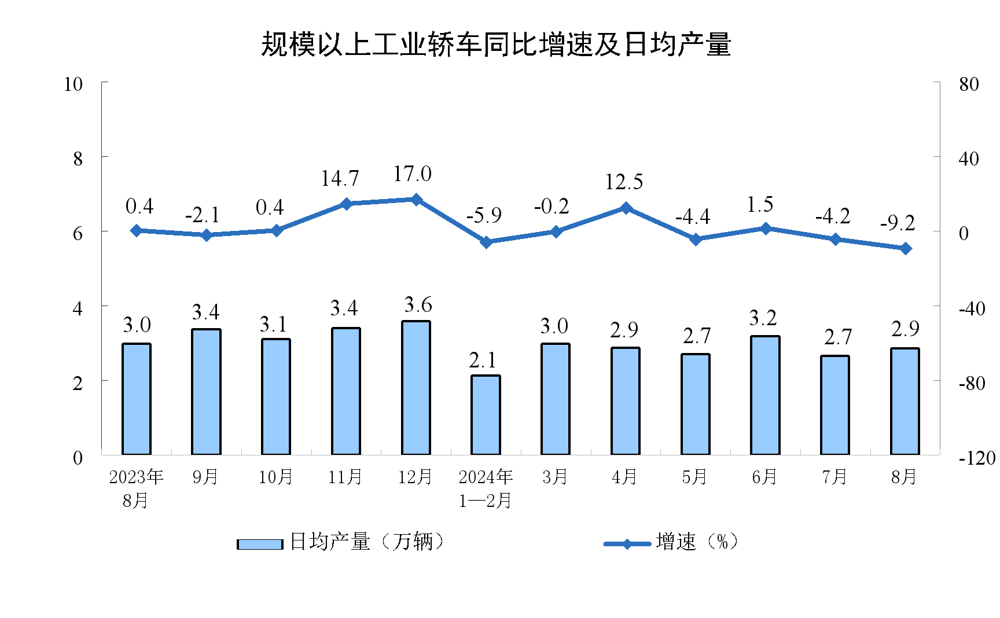 规模以上工业轿车同比增速及日均产量
10
8
6
4
2
0
80
40
0
-40
-80
-120
0.4
-2.1
0.4
14.7
17.0
-5.9
-0.2
12.5
-4.4
1.5
-4.2
-9.2
3.0
3.4
3.1
3.4
3.6
2.1
3.0
2.9
2.7
3.2
2.7
2.9
2023年
8月
9月
10月
11月
12月
2024年
1—2月
3月
4月
5月
6月
7月
8月
日均产量（万辆）
增速（%）